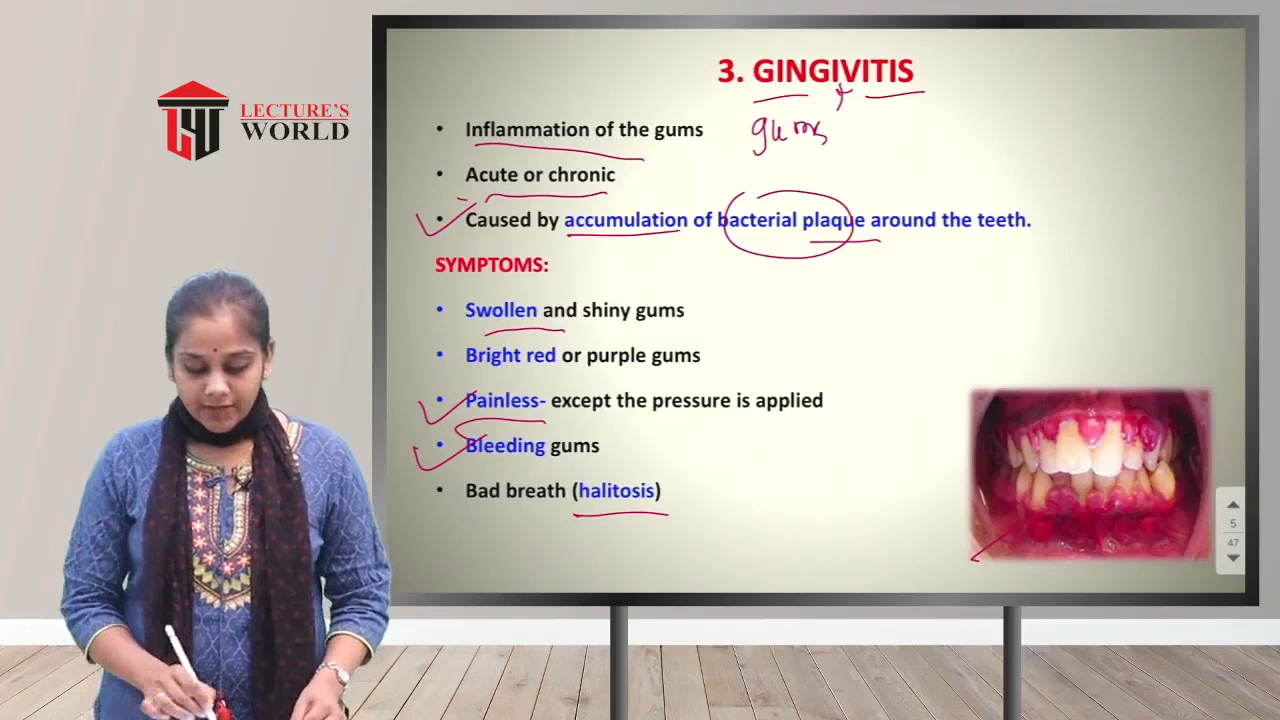 LECTURE'S
WORLD
3. GINGIVITIS
gums
• Inflammation of the gums
• Acute or chronic
• Caused by accumulation of bacterial plaque around the teeth.
SYMPTOMS:
• Swollen and shiny gums
• Bright red or purple gums
• Painless- except the pressure is applied
• Bleeding gums
• Bad breath (halitosis)
5
47